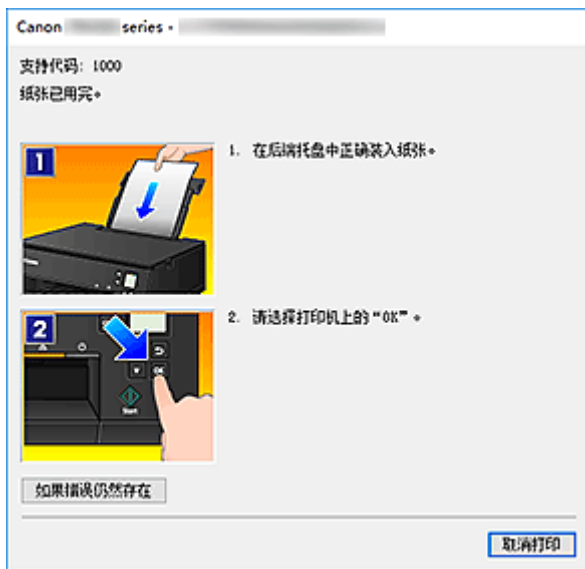 Canon series -
支持代码: 1000
纸张已用完。
1
1. 在后端托盘中正确装入纸张。
2
2. 请选择打印机上的“OK”。
OK
Start
如果错误仍然存在
取消打印